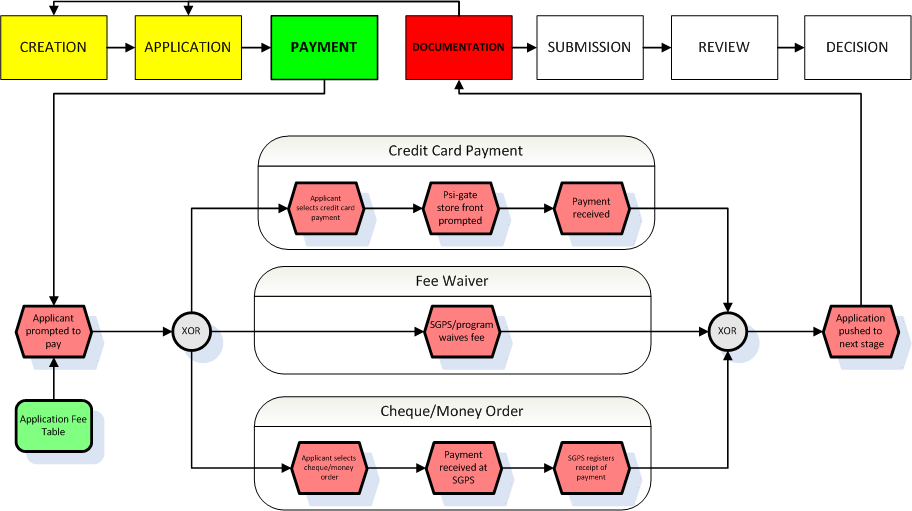 CREATION
APPLICATION
PAYMENT
DOCUMENTATION
SUBMISSION
REVIEW
DECISION
Credit Card Payment
Applicant
selects credit card
payment
Psi-gate
store front
prompted
Payment
received
Fee Waiver
Applicant
prompted to
pay
XOR
SGPS/program
waives fee
XOR
Application
pushed to
next stage
Application Fee
Table
Cheque/Money Order
Applicant selects
cheque/money
order
Payment
received at
SGPS
SGPS registers
receipt of
payment